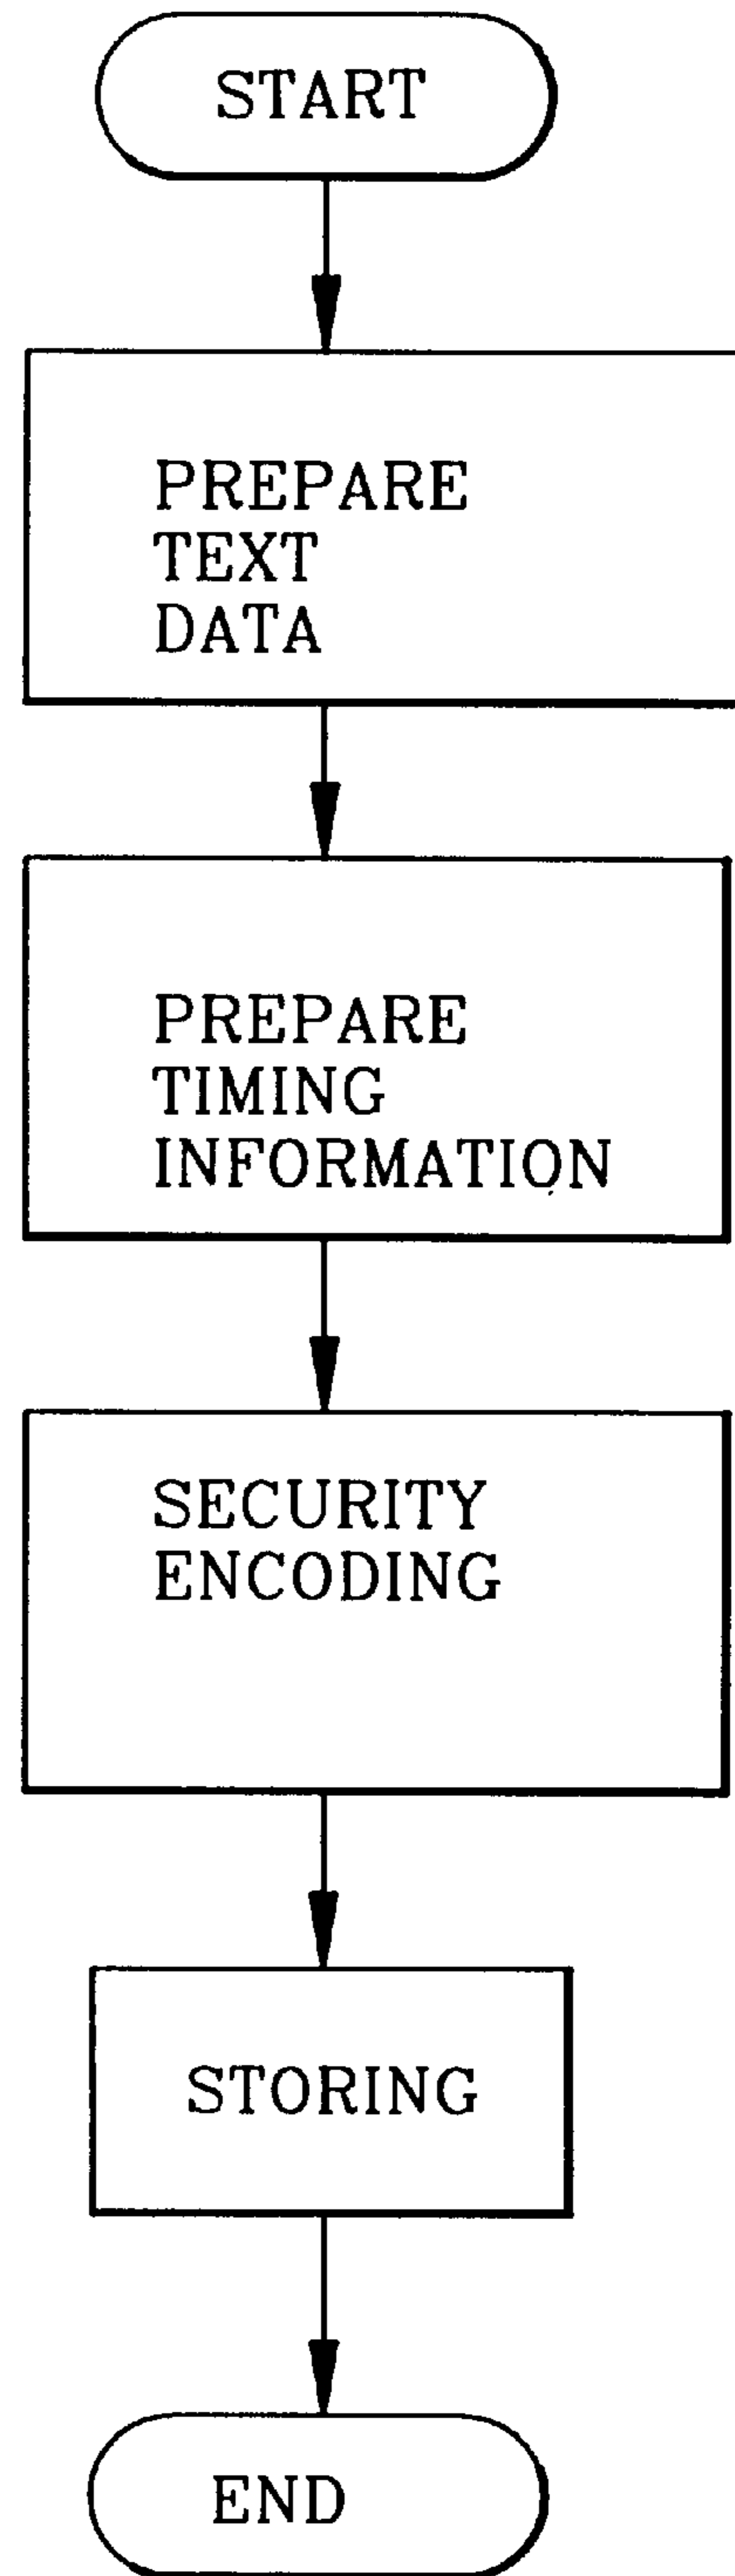 START
PREPARE
TEXT
DATA
PREPARE
TIMING
INFORMATION
SECURITY
ENCODING
STORING
END